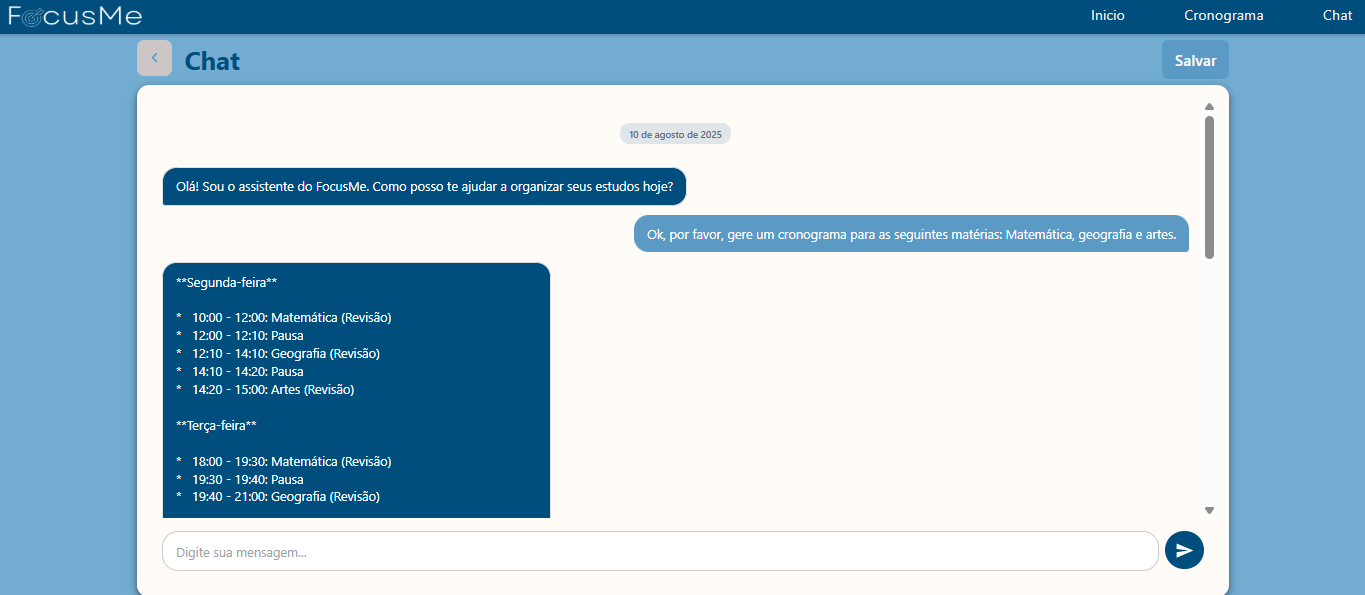 FocusMe
Inicio Cronograma Chat
Chat
Salvar
10 de agosto de 2025
Olá! Sou o assistente do FocusMe. Como posso te ajudar a organizar seus estudos hoje?
Ok, por favor, gere um cronograma para as seguintes matérias: Matemática, geografia e artes.
**Segunda-feira**
* 10:00 - 12:00: Matemática (Revisão)
* 12:00 - 12:10: Pausa
* 12:10 - 14:10: Geografia (Revisão)
* 14:10 - 14:20: Pausa
* 14:20 - 15:00: Artes (Revisão)
**Terça-feira**
* 18:00 - 19:30: Matemática (Revisão)
* 19:30 - 19:40: Pausa
* 19:40 - 21:00: Geografia (Revisão)
Digite sua mensagem...